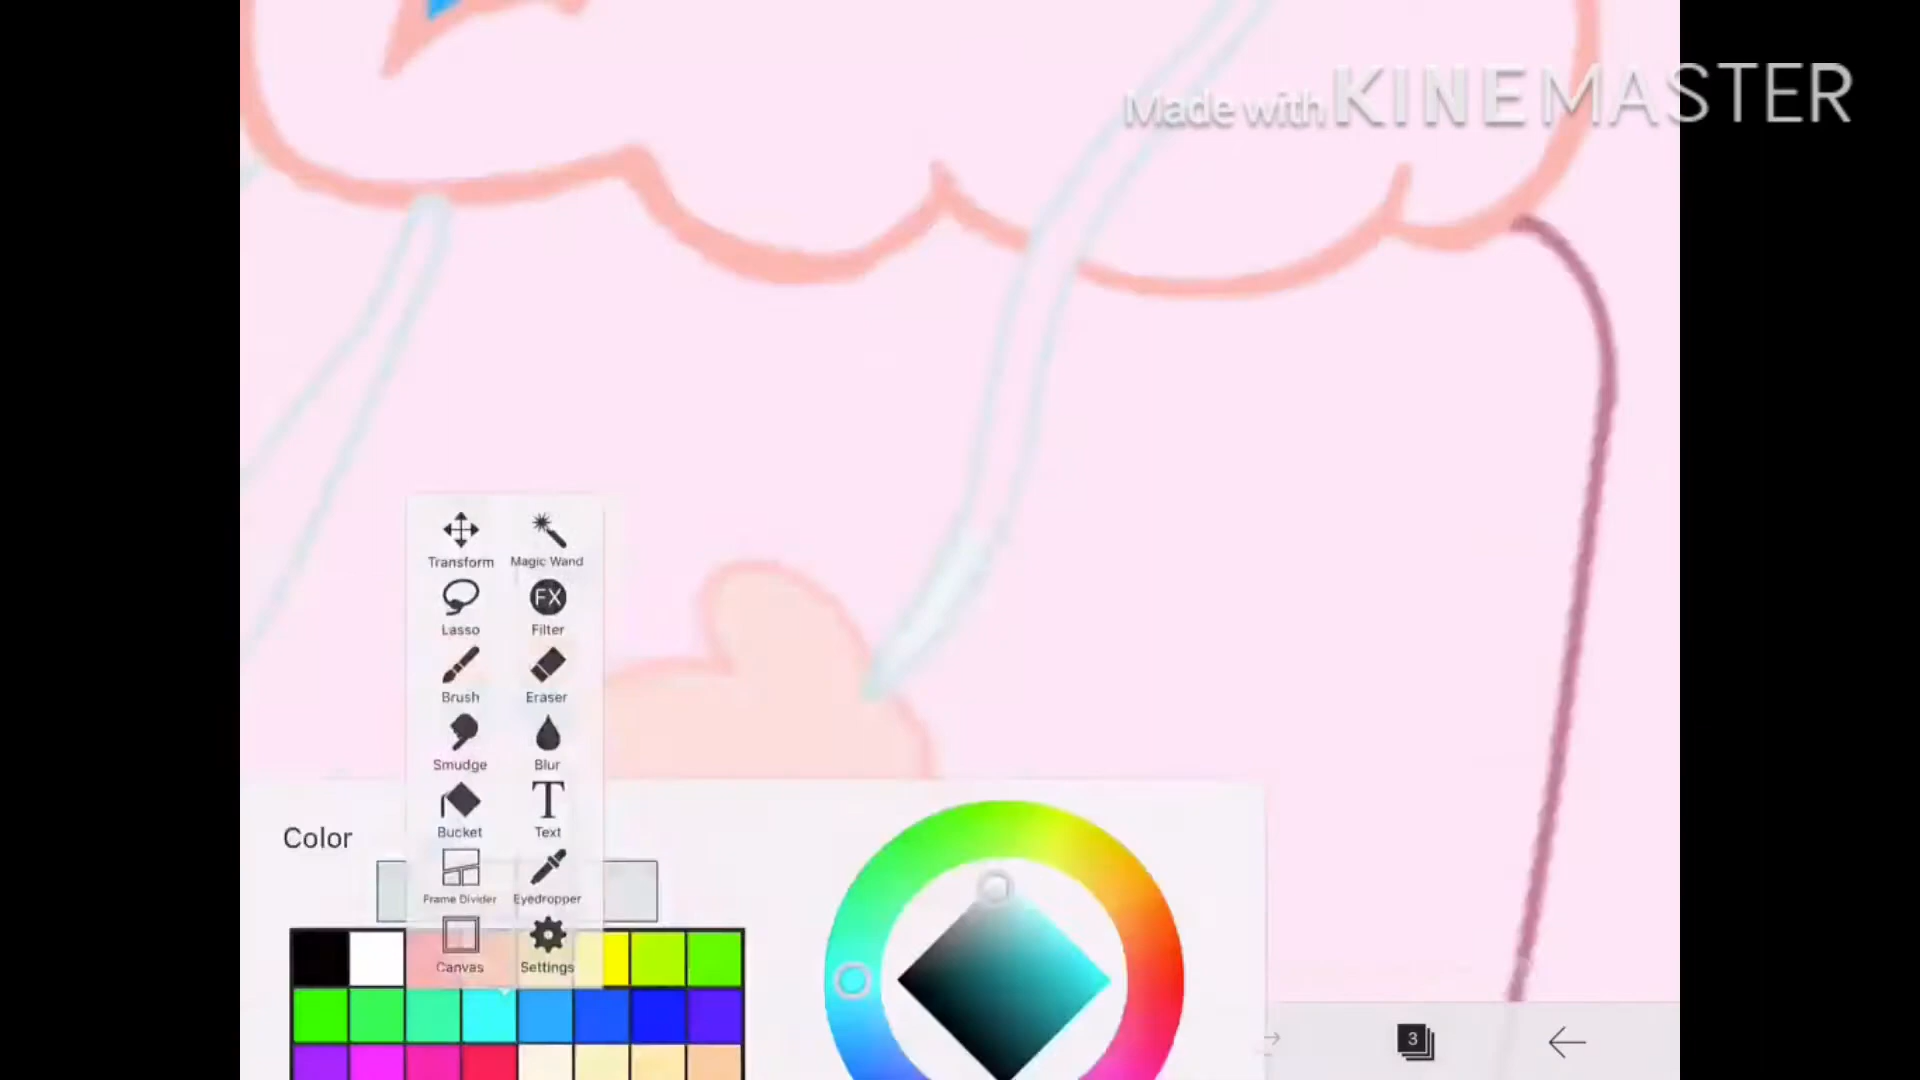 Made with KINEMASTER
Transform Magic Wand
Lasso Filter
FX
Brush Eraser
Smudge Blur
T
Bucket Text
Color
Frame Divider Eyedropper
Canvas Settings
3